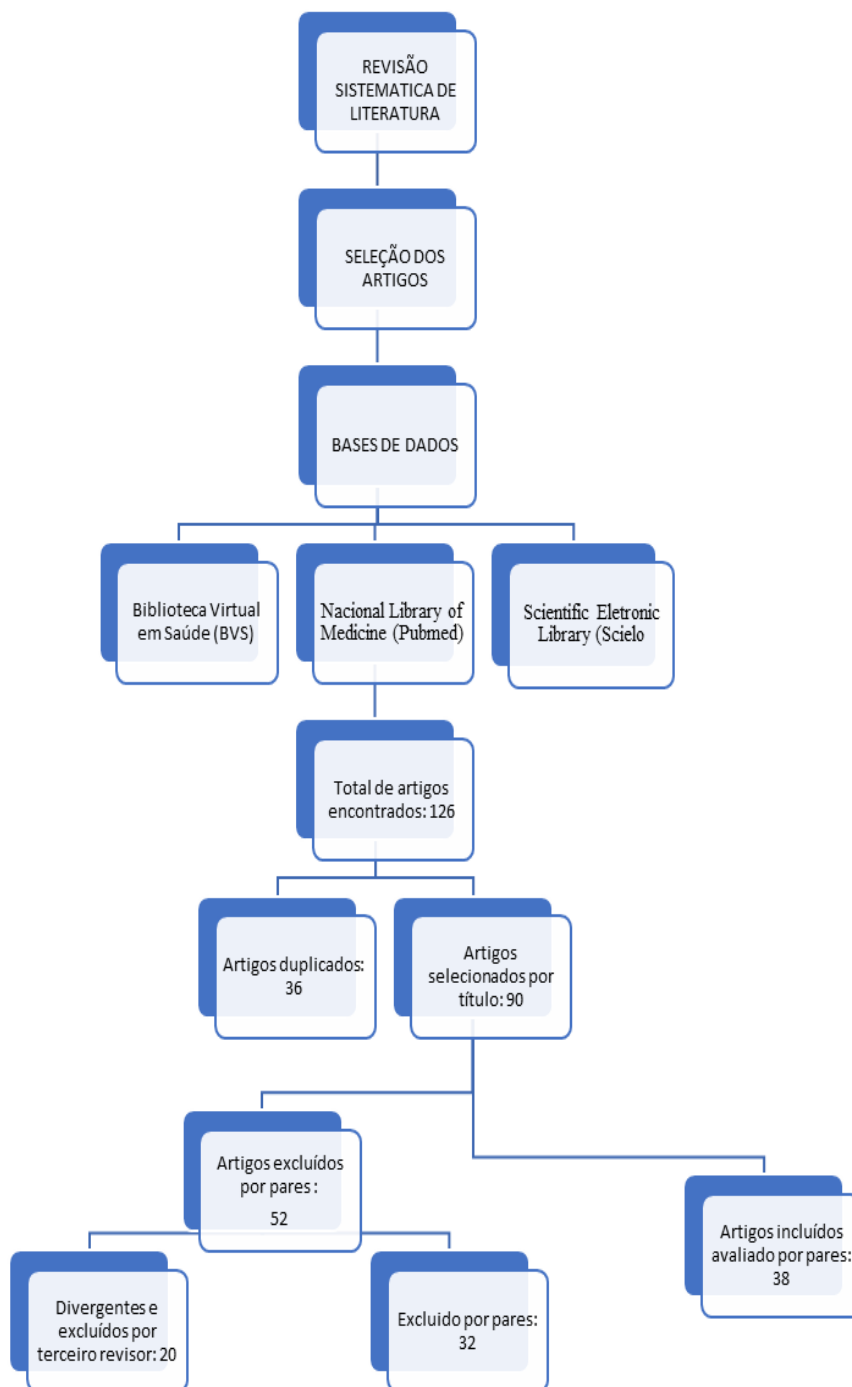 REVISÃO
SISTEMATICA DE
LITERATURA
SELEÇÃO DOS
ARTIGOS
BASES DE DADOS
Biblioteca Virtual
em Saúde (BVS)
Nacional Library of
Medicine (Pubmed)
Scientific Eletronic
Library (Scielo
Total de artigos
encontrados: 126
Artigos duplicados:
36
Artigos
selecionados por
título: 90
Artigos excluídos
por pares :
52
Artigos incluídos
avaliado por pares:
38
Divergentes e
excluídos por
terceiro revisor: 20
Excluido por pares:
32